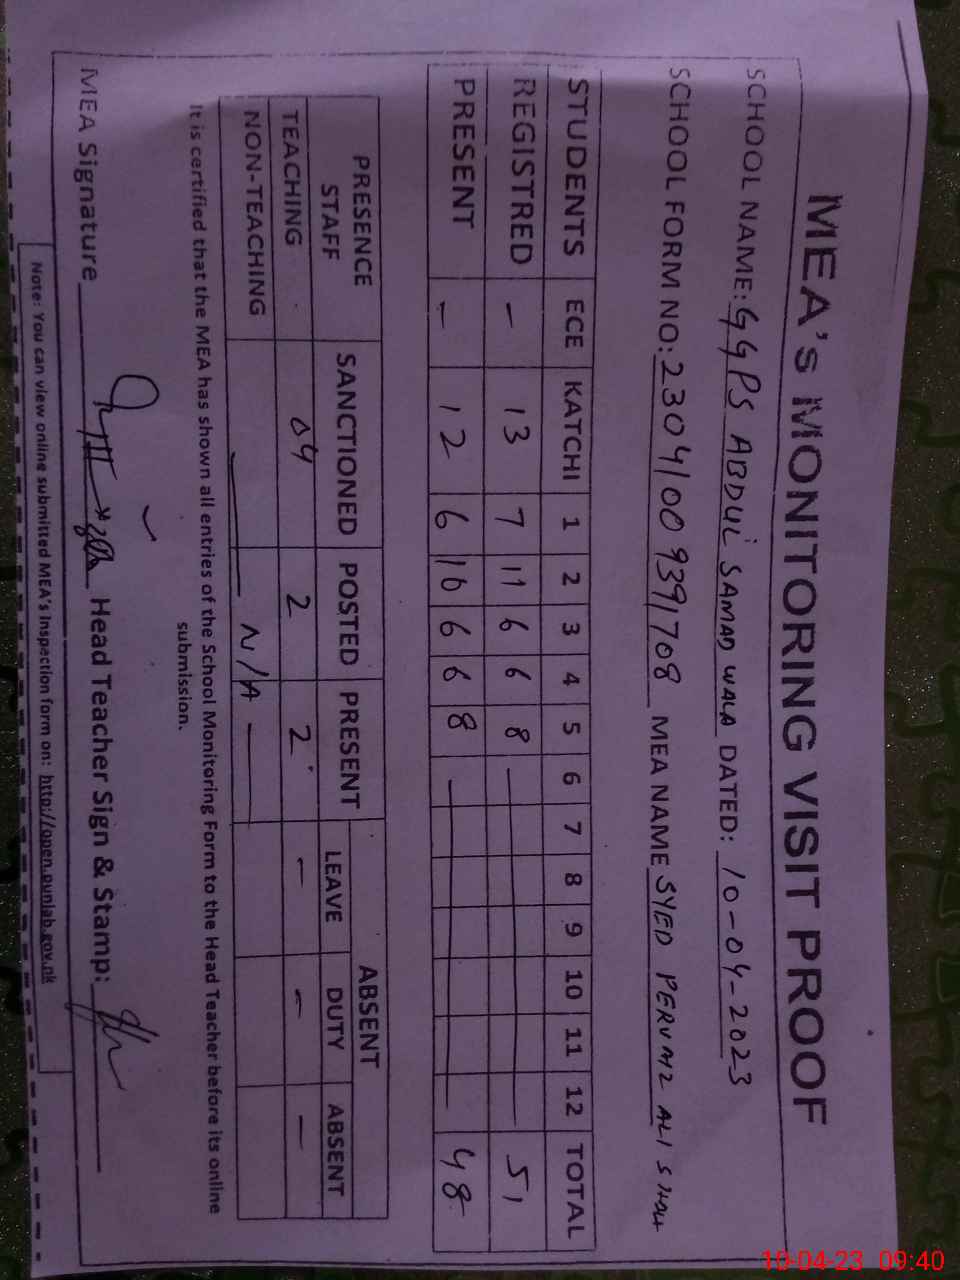 MEA's MONITORING VISIT PROOF
SCHOOL NAME: GGPS ABDUL SAMAD WALA DATED: 10-04-2023
SCHOOL FORM NO: 23041009391708 MEA NAME SYED PERVAIZ ALI SHAH
STUDENTS ECE KATCHI 1 2 3 4 5 6 7 8 9 10 11 12 TOTAL
REGISTRED - 13 7 11 6 6 8 - 51
PRESENT - 12 6 10 6 6 8 - 48
PRESENCE STAFF SANCTIONED POSTED PRESENT ABSENT
LEAVE DUTY ABSENT
TEACHING 04 2 2 - - -
NON-TEACHING — N/A —
It is certified that the MEA has shown all entries of the School Monitoring Form to the Head Teacher before its online
submission.
MEA Signature Head Teacher Sign & Stamp:
Note: You can view online submitted MEA's Inspection form on: http://open.punjab.gov.pk
10-04-23 09:40